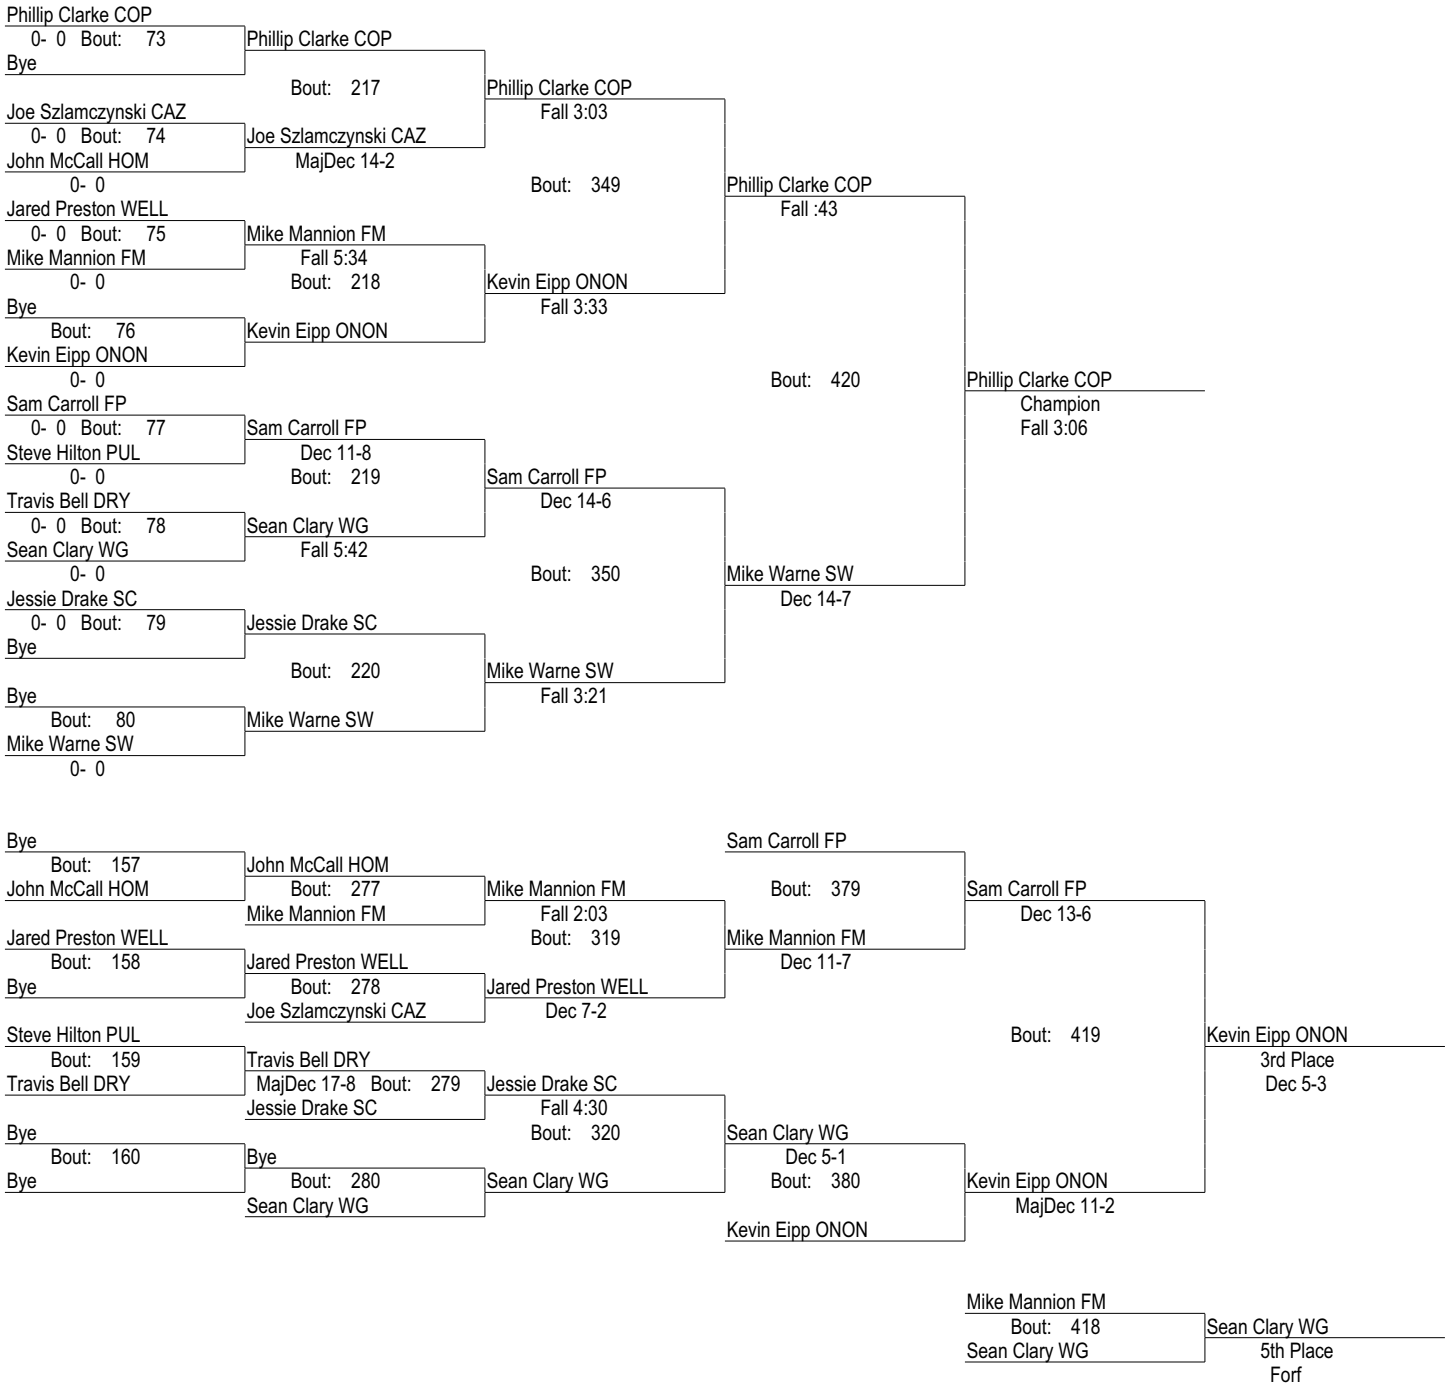 Phillip Clarke COP
0- 0 Bout: 73 Phillip Clarke COP
Bye
Bout: 217 Phillip Clarke COP
Joe Szlamczynski CAZ Fall 3:03
0- 0 Bout: 74 Joe Szlamczynski CAZ
John McCall HOM MajDec 14-2
0- 0 Bout: 349 Phillip Clarke COP
Jared Preston WELL Fall :43
0- 0 Bout: 75 Mike Mannion FM
Mike Mannion FM Fall 5:34
0- 0 Bout: 218 Kevin Eipp ONON
Bye Fall 3:33
Bout: 76 Kevin Eipp ONON
Kevin Eipp ONON
0- 0 Bout: 420 Phillip Clarke COP
Sam Carroll FP Champion
0- 0 Bout: 77 Sam Carroll FP Fall 3:06
Steve Hilton PUL Dec 11-8
0- 0 Bout: 219 Sam Carroll FP
Travis Bell DRY Dec 14-6
0- 0 Bout: 78 Sean Clary WG
Sean Clary WG Fall 5:42
0- 0 Bout: 350 Mike Warne SW
Jessie Drake SC Dec 14-7
0- 0 Bout: 79 Jessie Drake SC
Bye
Bout: 220 Mike Warne SW
Bye Fall 3:21
Bout: 80 Mike Warne SW
Mike Warne SW
0- 0
Bye Sam Carroll FP
Bout: 157 John McCall HOM
John McCall HOM Bout: 277 Mike Mannion FM Bout: 379 Sam Carroll FP
Mike Mannion FM Fall 2:03 Dec 13-6
Jared Preston WELL Bout: 319 Mike Mannion FM
Bout: 158 Jared Preston WELL Dec 11-7
Bye Bout: 278 Jared Preston WELL
Joe Szlamczynski CAZ Dec 7-2
Steve Hilton PUL Bout: 419 Kevin Eipp ONON
Bout: 159 Travis Bell DRY 3rd Place
Travis Bell DRY MajDec 17-8 Bout: 279 Jessie Drake SC Dec 5-3
Jessie Drake SC Fall 4:30
Bye Bout: 320 Sean Clary WG
Bout: 160 Bye Dec 5-1
Bye Bout: 280 Sean Clary WG Bout: 380 Kevin Eipp ONON
Sean Clary WG MajDec 11-2
Kevin Eipp ONON
Mike Mannion FM
Bout: 418 Sean Clary WG
Sean Clary WG 5th Place
Forf